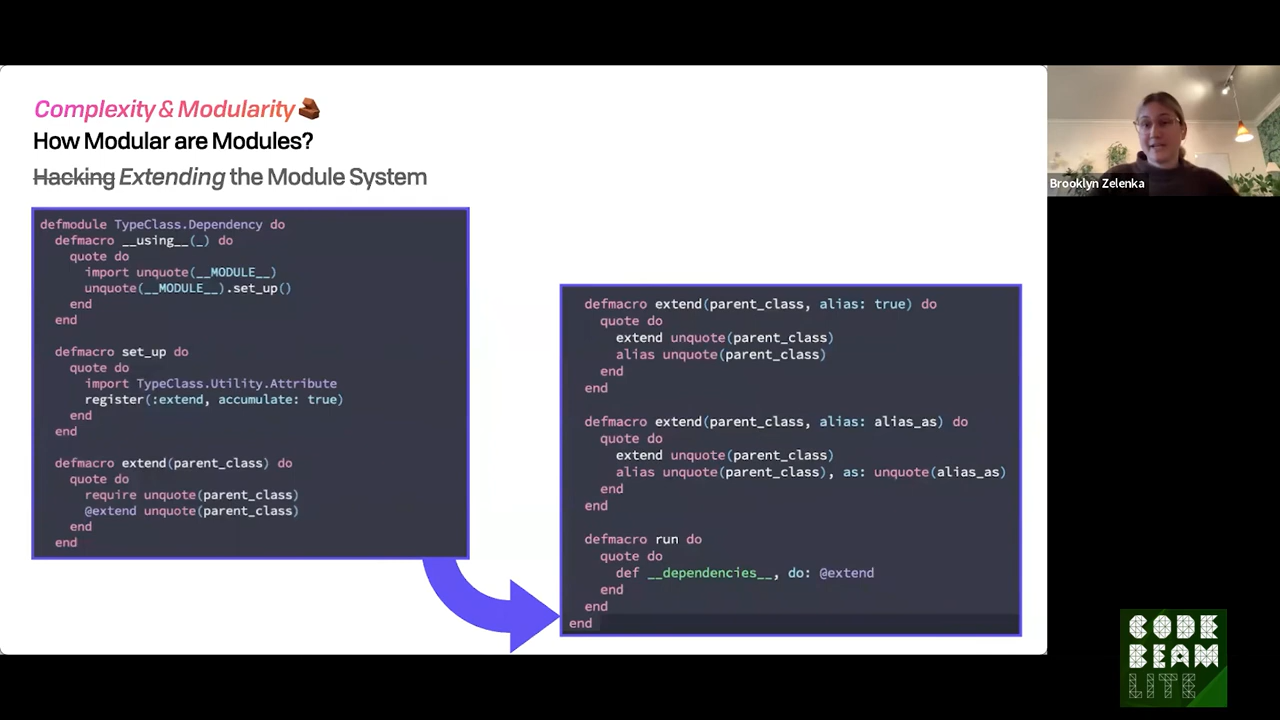 Complexity & Modularity
How Modular are Modules?
Hacking Extending the Module System
defmodule TypeClass.Dependency do
  defmacro __using__(_) do
    quote do
      import unquote(__MODULE__)
      unquote(__MODULE__).set_up()
    end
  end
  defmacro set_up do
    quote do
      import TypeClass.Utility.Attribute
      register(:extend, accumulate: true)
    end
  end
  defmacro extend(parent_class) do
    quote do
      require unquote(parent_class)
      @extend unquote(parent_class)
    end
  end
  defmacro extend(parent_class, alias: true) do
    quote do
      extend unquote(parent_class)
      alias unquote(parent_class)
    end
  end
  defmacro extend(parent_class, alias: alias_as) do
    quote do
      extend unquote(parent_class)
      alias unquote(parent_class), as: unquote(alias_as)
    end
  end
  defmacro run do
    quote do
      def __dependencies__, do: @extend
    end
  end
end
Brooklyn Zelenka
CODE
BEAM
LITE